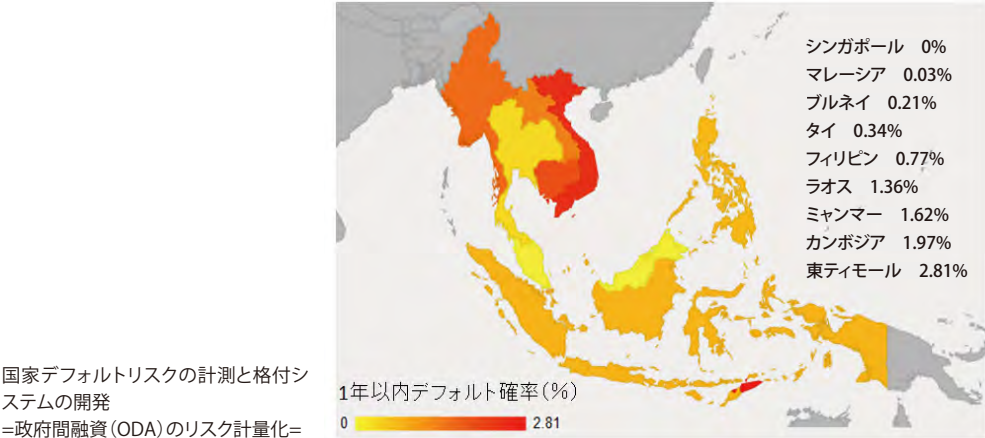 シンガポール 0%
マレーシア 0.03%
ブルネイ 0.21%
タイ 0.34%
フィリピン 0.77%
ラオス 1.36%
ミャンマー 1.62%
カンボジア 1.97%
東ティモール 2.81%
1年以内デフォルト確率(%)
0 2.81
国家デフォルトリスクの計測と格付シ
ステムの開発
=政府間融資(ODA)のリスク計量化=